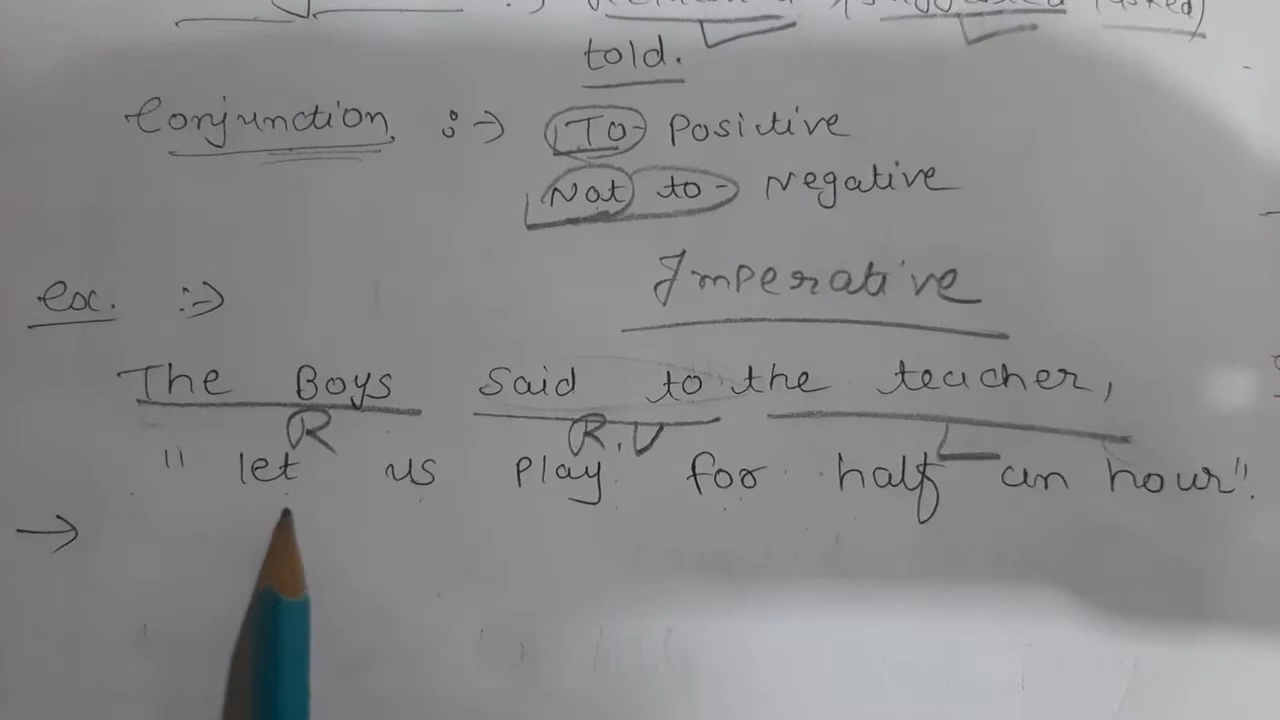 told.
Conjunction :→ To - Positive
Not to - Negative
Imperative
ex. :→
The Boys said to the teacher,
R R.V L
" let us play for half an hour".
→